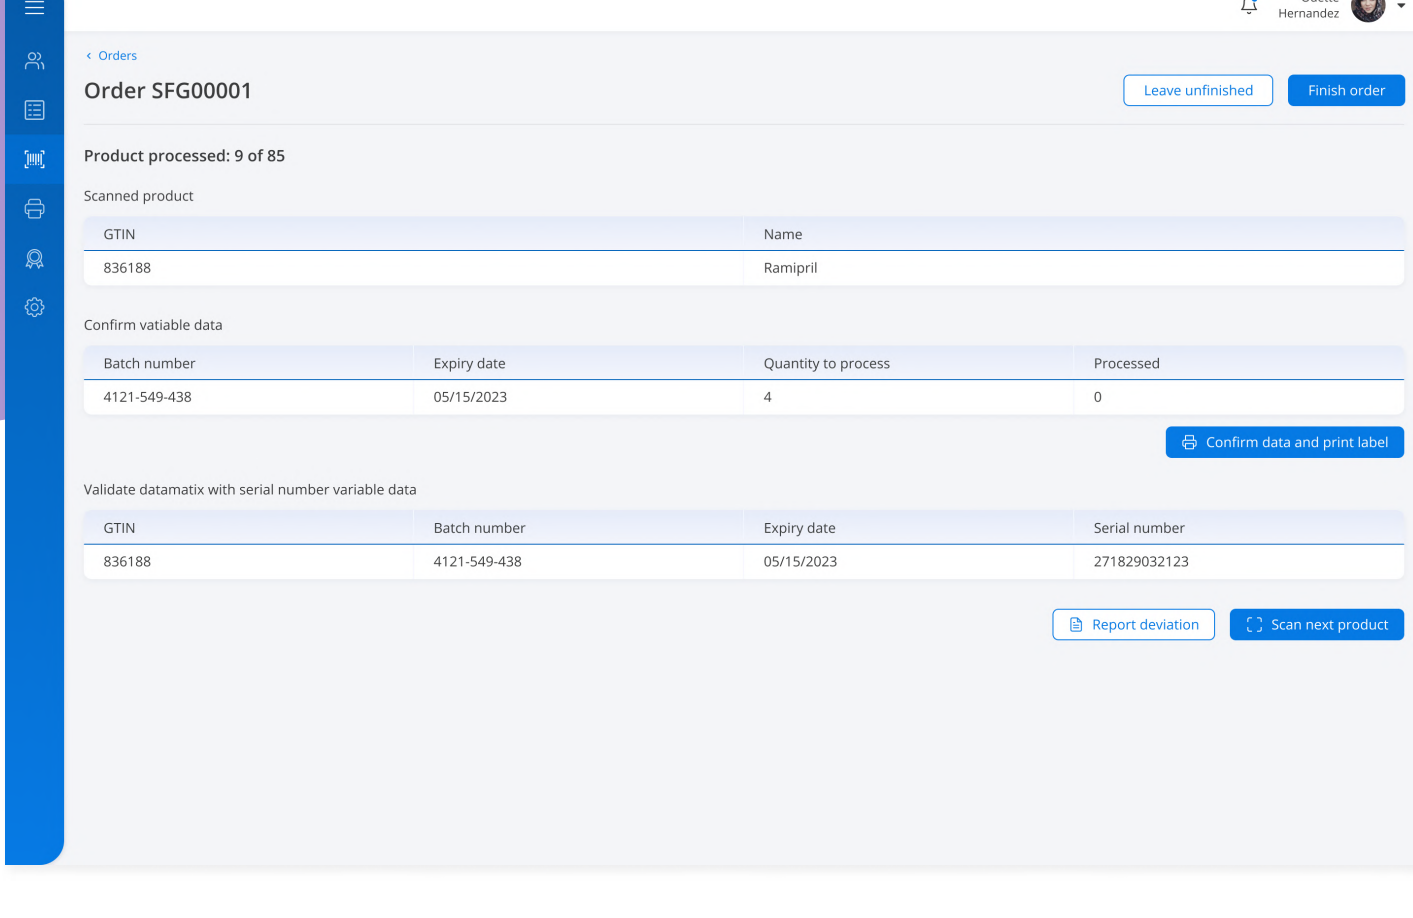 Hernandez
Orders
Order SFG00001
Leave unfinished
Finish order
Product processed: 9 of 85
Scanned product
GTIN Name
836188 Ramipril
Confirm vatiable data
Batch number Expiry date Quantity to process Processed
4121-549-438 05/15/2023 4 0
Confirm data and print label
Validate datamatix with serial number variable data
GTIN Batch number Expiry date Serial number
836188 4121-549-438 05/15/2023 271829032123
Report deviation
Scan next product